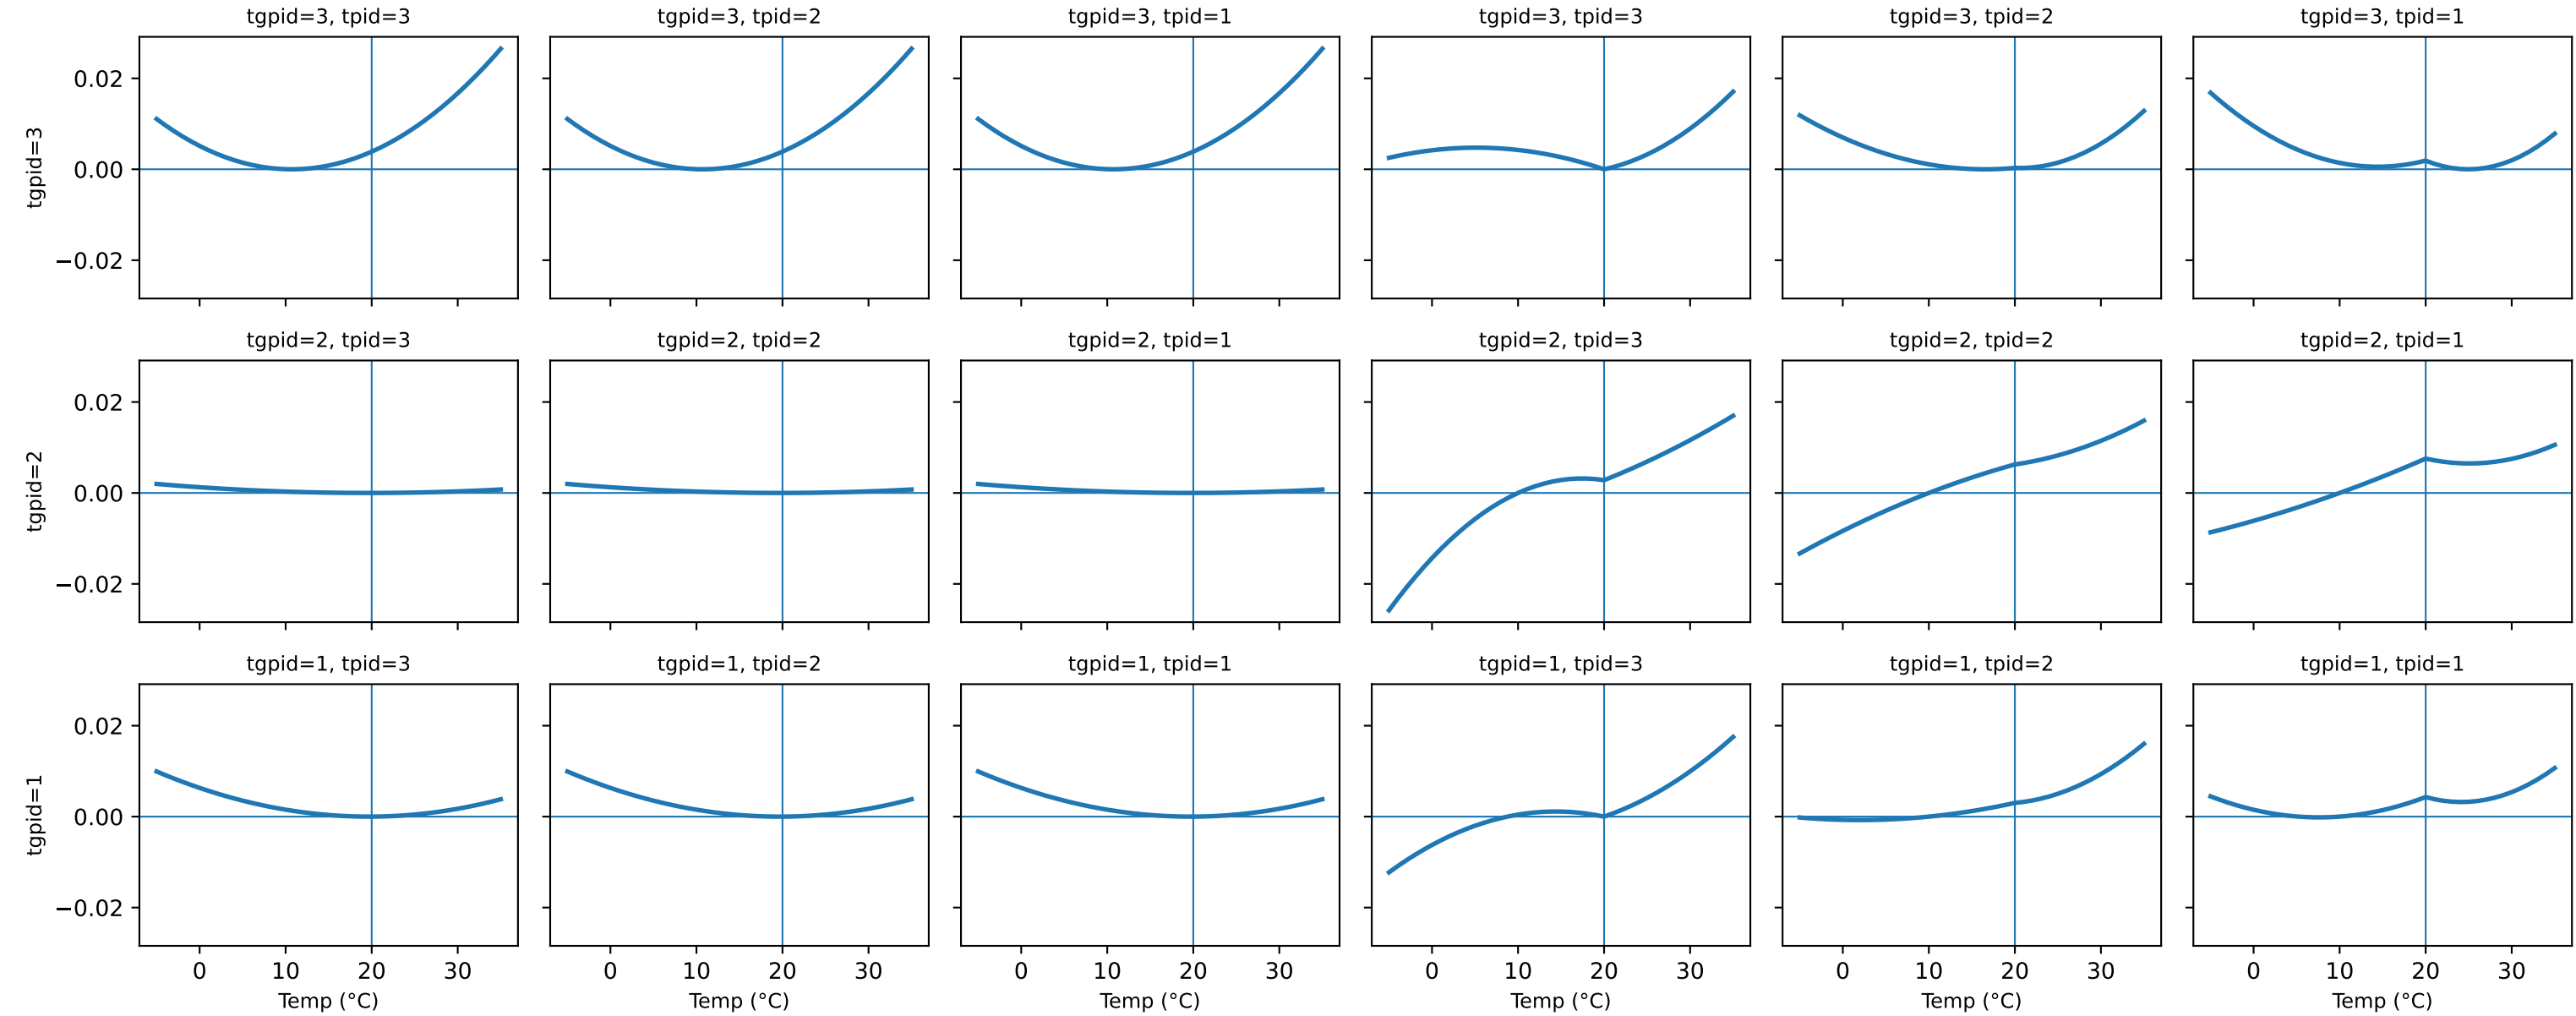 tgpid=3, tpid=3 tgpid=3, tpid=2 tgpid=3, tpid=1 tgpid=3, tpid=3 tgpid=3, tpid=2 tgpid=3, tpid=1
0.02
0.00
−0.02
tgpid=3
tgpid=2, tpid=3 tgpid=2, tpid=2 tgpid=2, tpid=1 tgpid=2, tpid=3 tgpid=2, tpid=2 tgpid=2, tpid=1
0.02
0.00
−0.02
tgpid=2
tgpid=1, tpid=3 tgpid=1, tpid=2 tgpid=1, tpid=1 tgpid=1, tpid=3 tgpid=1, tpid=2 tgpid=1, tpid=1
0.02
0.00
−0.02
tgpid=1
0 10 20 30 0 10 20 30 0 10 20 30 0 10 20 30 0 10 20 30 0 10 20 30
Temp (°C) Temp (°C) Temp (°C) Temp (°C) Temp (°C) Temp (°C)